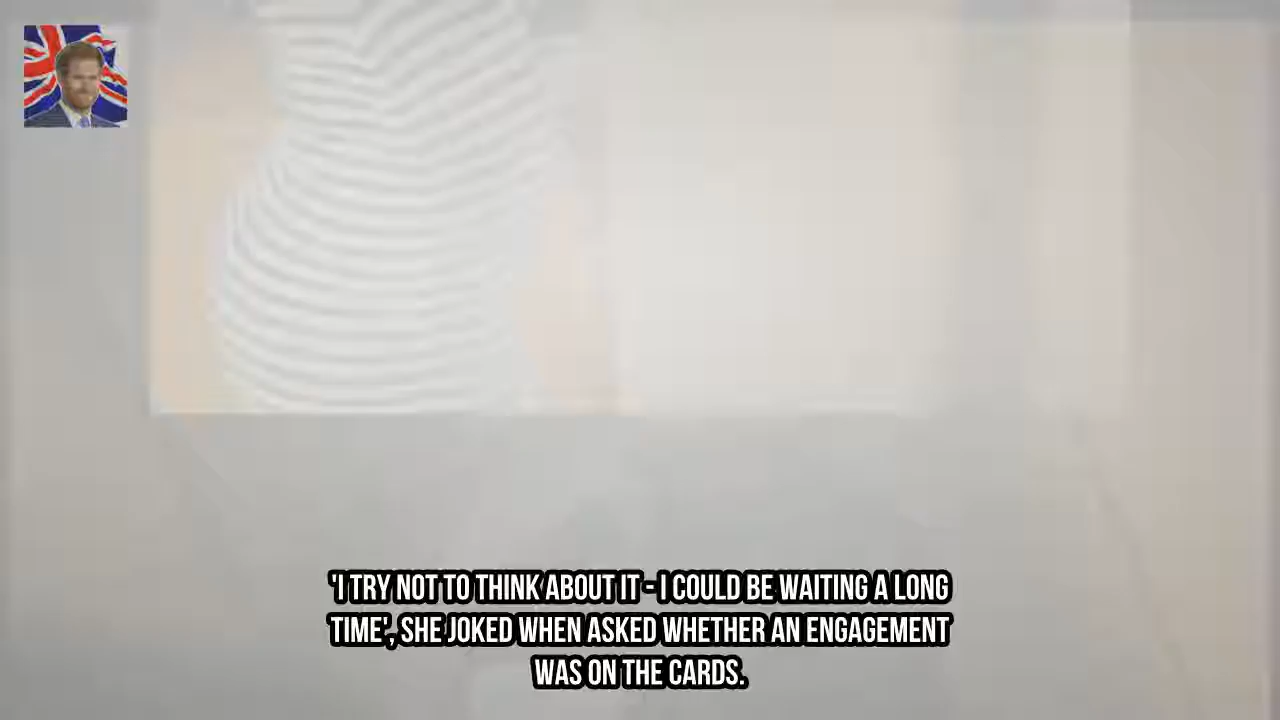 'I TRY NOT TO THINK ABOUT IT - I COULD BE WAITING A LONG
TIME', SHE JOKED WHEN ASKED WHETHER AN ENGAGEMENT
WAS ON THE CARDS.